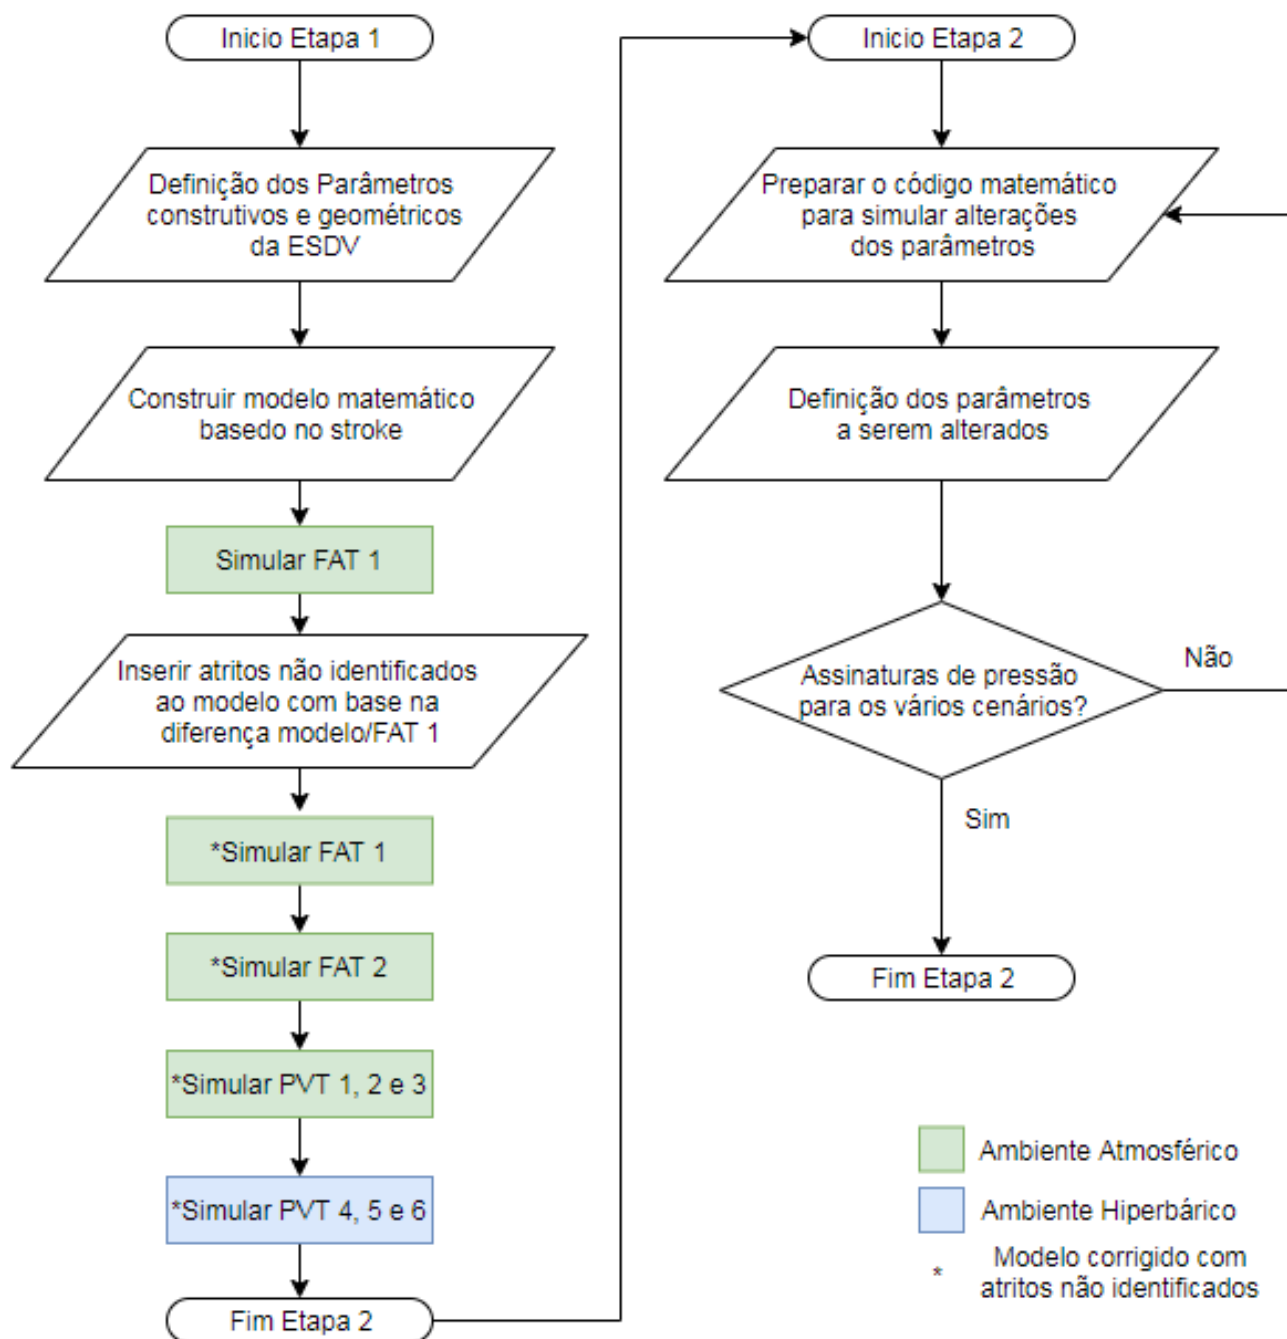 Inicio Etapa 1
Definição dos Parâmetros
construtivos e geométricos
da ESDV
Construir modelo matemático
basedo no stroke
Simular FAT 1
Inserir atritos não identificados
ao modelo com base na
diferença modelo/FAT 1
*Simular FAT 1
*Simular FAT 2
*Simular PVT 1, 2 e 3
*Simular PVT 4, 5 e 6
Fim Etapa 2
Inicio Etapa 2
Preparar o código matemático
para simular alterações
dos parâmetros
Definição dos parâmetros
a serem alterados
Assinaturas de pressão
para os vários cenários?
Não
Sim
Fim Etapa 2
Ambiente Atmosférico
Ambiente Hiperbárico
* Modelo corrigido com
atritos não identificados